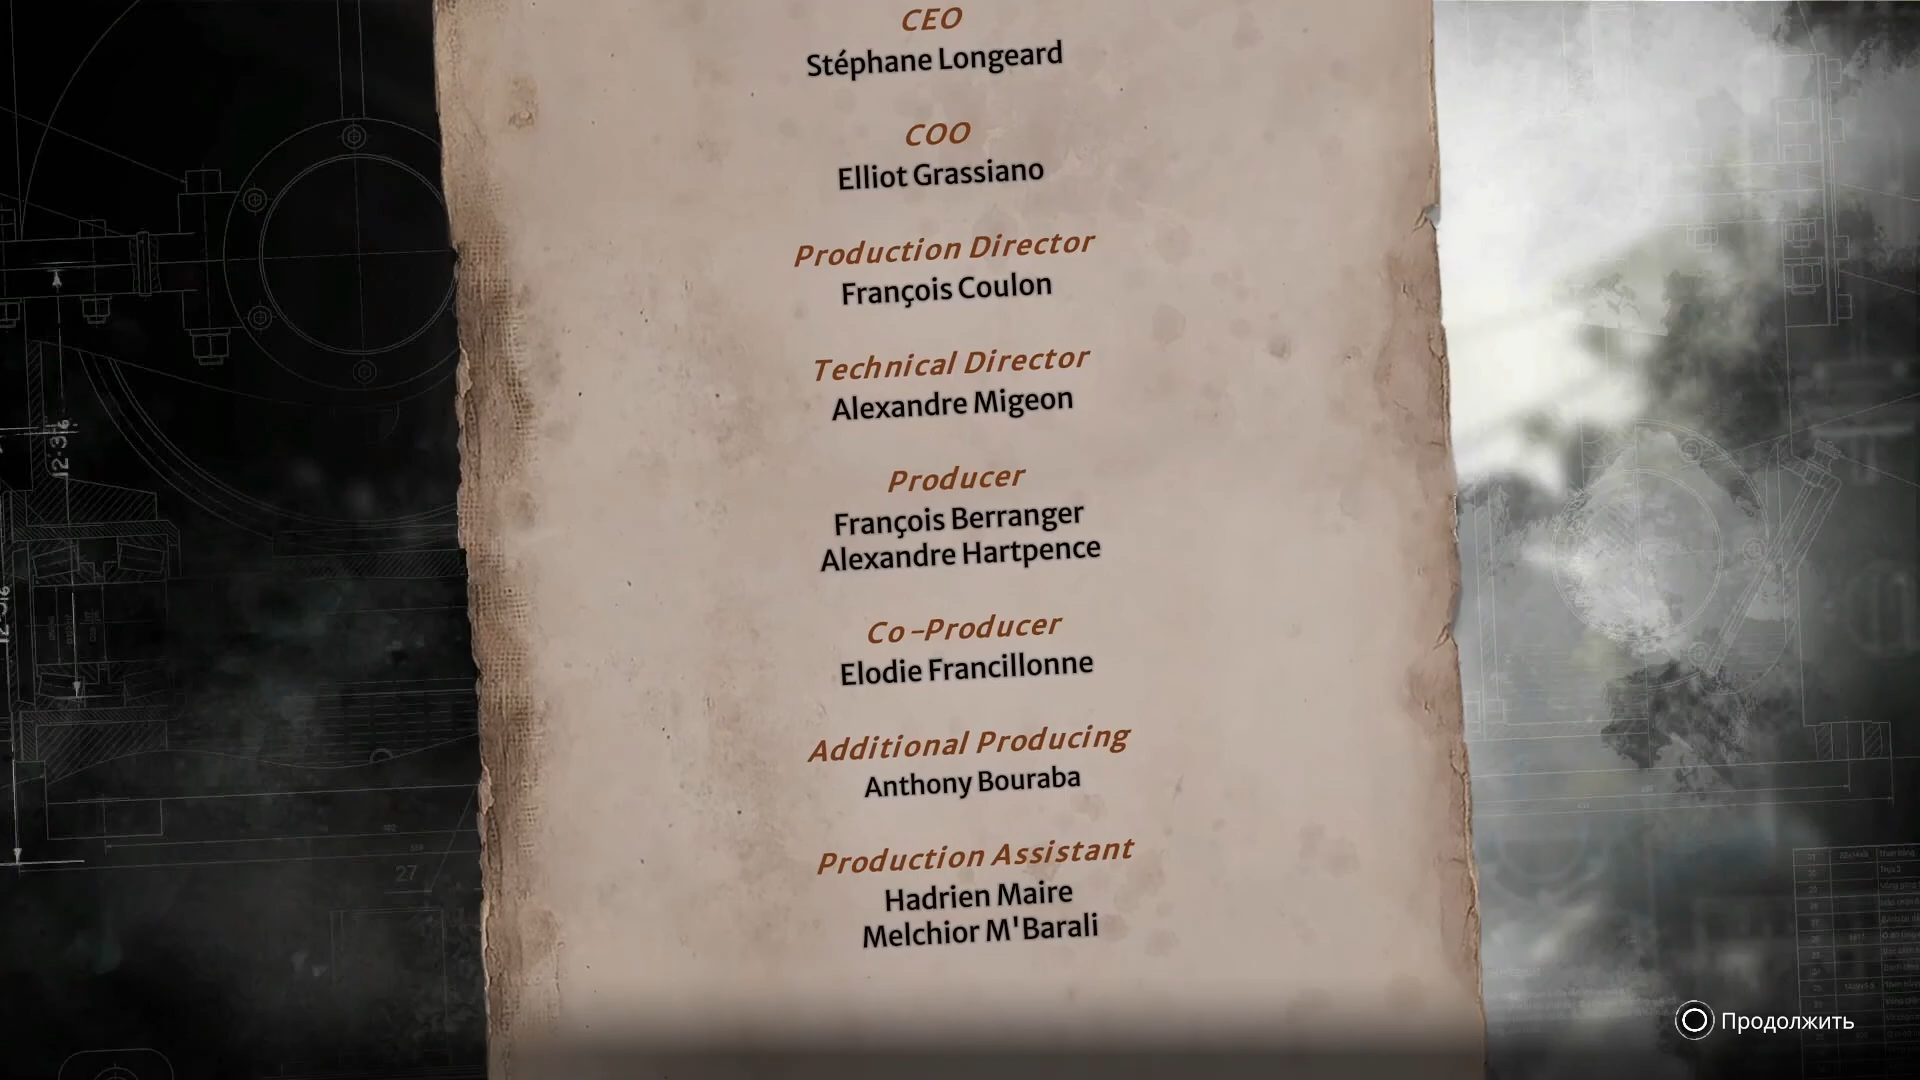 CEO
Stéphane Longeard
COO
Elliot Grassiano
Production Director
François Coulon
Technical Director
Alexandre Migeon
Producer
François Berranger
Alexandre Hartpence
Co-Producer
Elodie Francillonne
Additional Producing
Anthony Bouraba
Production Assistant
Hadrien Maire
Melchior M'Barali
27
Продолжить